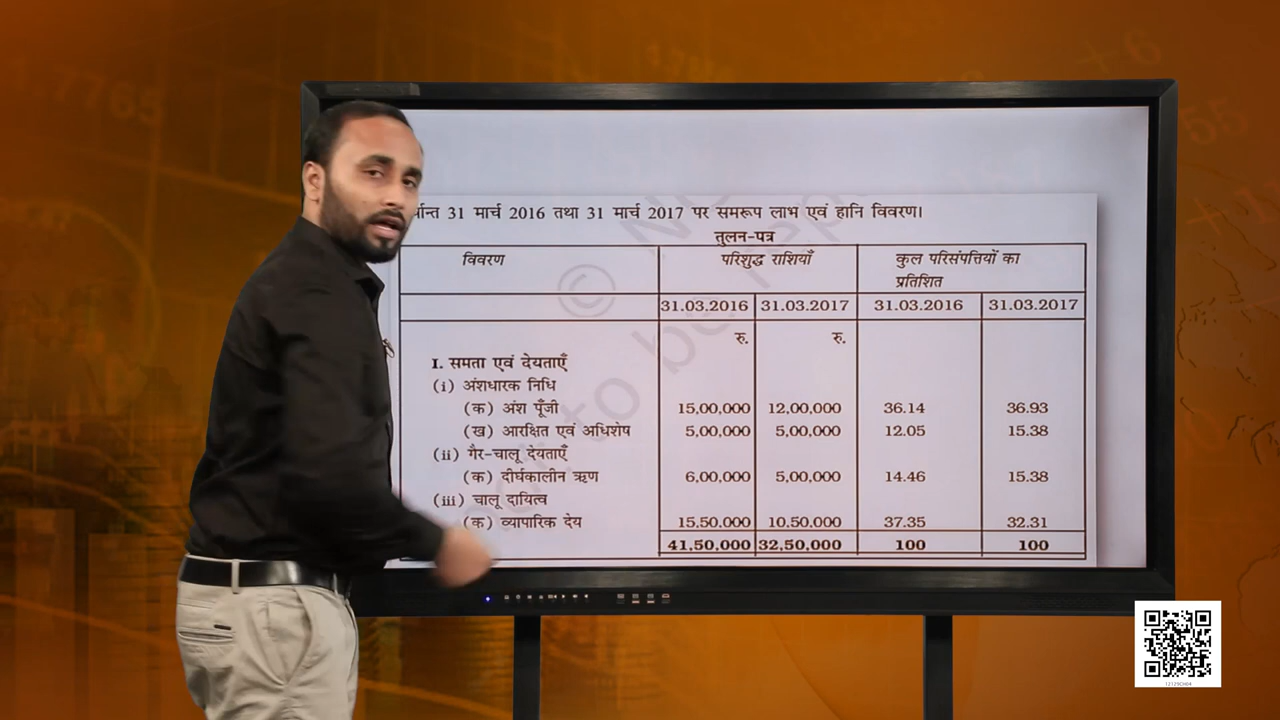 31 मार्च 2016 तथा 31 मार्च 2017 पर समरूप लाभ एवं हानि विवरण।
तुलन-पत्र
विवरण परिशुद्ध राशियाँ कुल परिसंपत्तियों का
प्रतिशित
31.03.2016 31.03.2017 31.03.2016 31.03.2017
रु. रु.
I. समता एवं देयताएँ
(i) अंशधारक निधि
(क) अंश पूँजी 15,00,000 12,00,000 36.14 36.93
(ख) आरक्षित एवं अधिशेष 5,00,000 5,00,000 12.05 15.38
(ii) गैर-चालू देयताएँ
(क) दीर्घकालीन ऋण 6,00,000 5,00,000 14.46 15.38
(iii) चालू दायित्व
(क) व्यापारिक देय 15,50,000 10,50,000 37.35 32.31
41,50,000 32,50,000 100 100